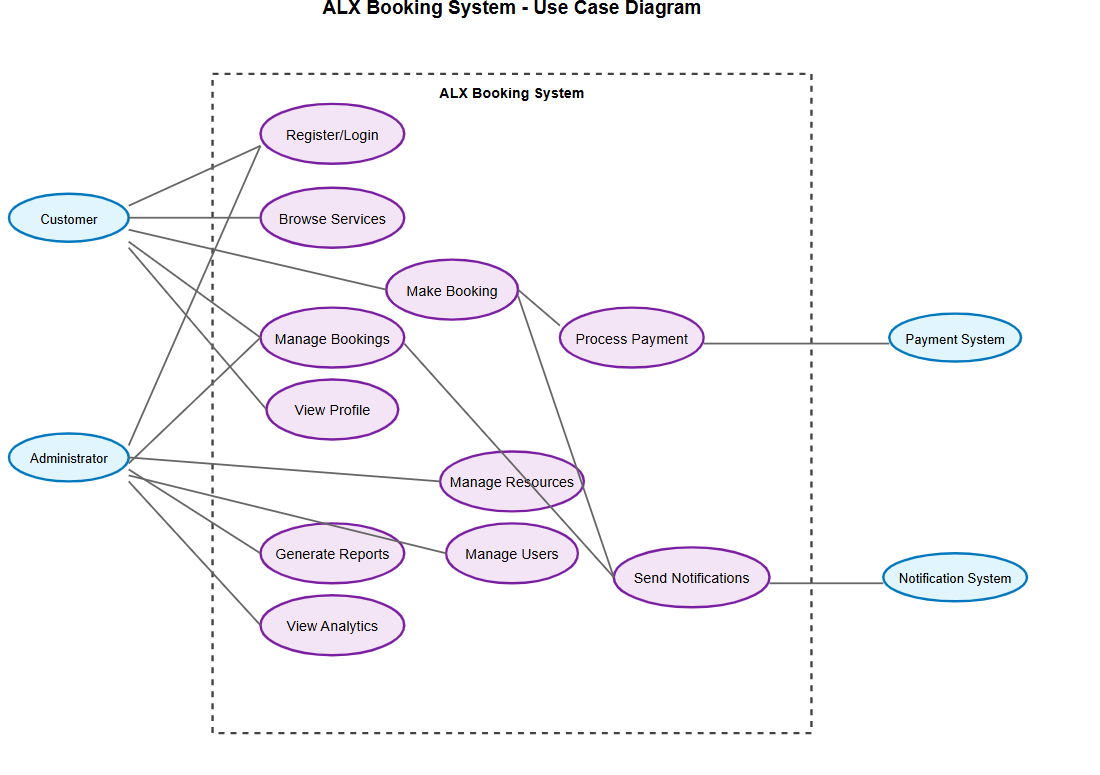 ALX Booking System - Use Case Diagram
ALX Booking System
Register/Login
Customer
Browse Services
Make Booking
Manage Bookings
Process Payment
Payment System
View Profile
Administrator
Manage Resources
Generate Reports
Manage Users
Send Notifications
Notification System
View Analytics